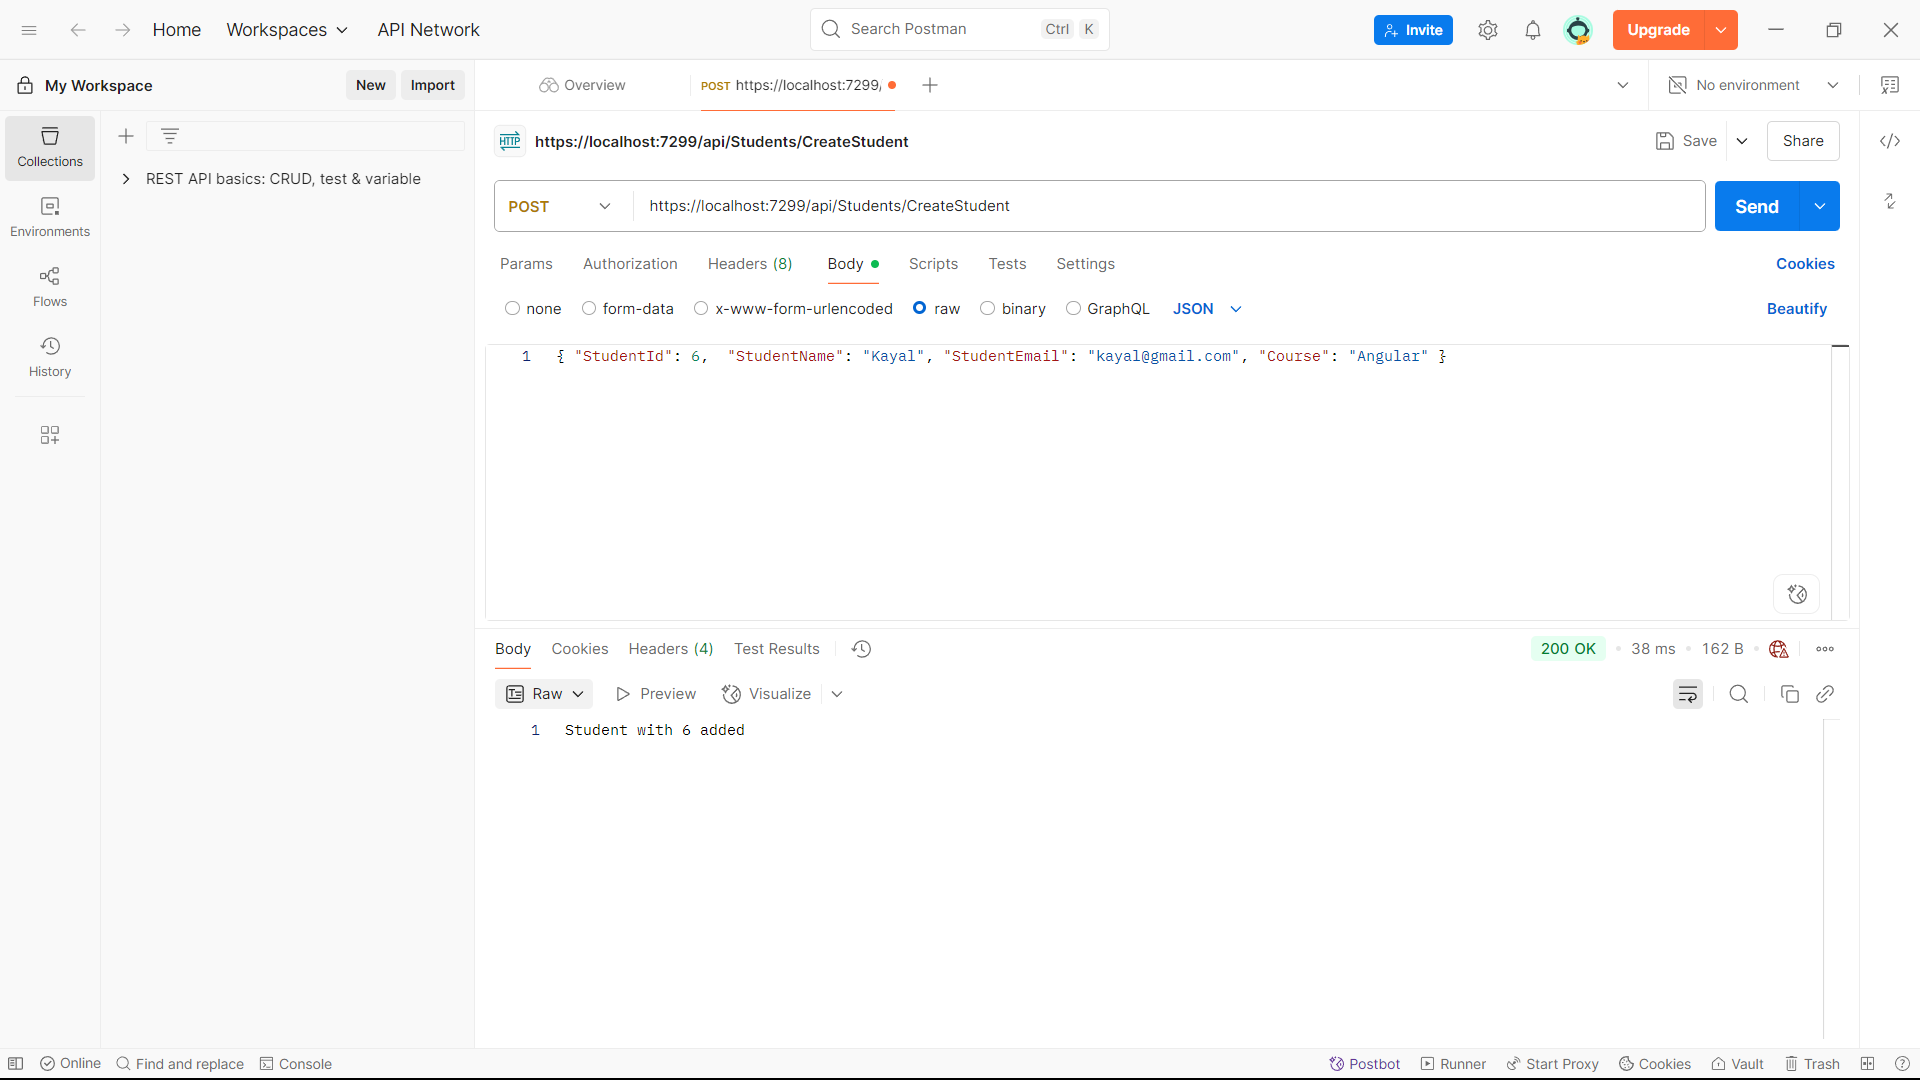 Home Workspaces API Network Search Postman Ctrl K Invite Upgrade
My Workspace New Import Overview POST https://localhost:7299/ No environment
Collections
Environments
Flows
History
REST API basics: CRUD, test & variable
HTTP https://localhost:7299/api/Students/CreateStudent Save Share
POST https://localhost:7299/api/Students/CreateStudent Send
Params Authorization Headers (8) Body Scripts Tests Settings Cookies
none form-data x-www-form-urlencoded raw binary GraphQL JSON Beautify
1 { "StudentId": 6,  "StudentName": "Kayal", "StudentEmail": "kayal@gmail.com", "Course": "Angular" }
Body Cookies Headers (4) Test Results 200 OK • 38 ms • 162 B •
Raw Preview Visualize
1 Student with 6 added
Online Find and replace Console Postbot Runner Start Proxy Cookies Vault Trash